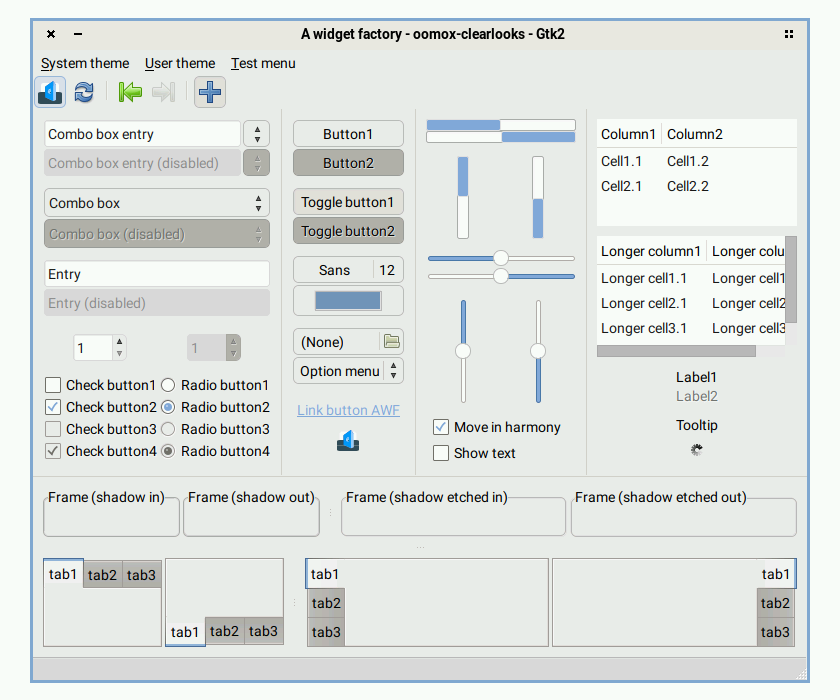 A widget factory - oomox-clearlooks - Gtk2
System theme User theme Test menu
Combo box entry
Combo box entry (disabled)
Combo box
Combo box (disabled)
Entry
Entry (disabled)
1 1
Check button1 Radio button1
Check button2 Radio button2
Check button3 Radio button3
Check button4 Radio button4
Button1
Button2
Toggle button1
Toggle button2
Sans 12
(None)
Option menu
Link button AWF
Move in harmony
Show text
Column1 Column2
Cell1.1 Cell1.2
Cell2.1 Cell2.2
Longer column1 Longer colu
Longer cell1.1 Longer cell1
Longer cell2.1 Longer cell2
Longer cell3.1 Longer cell3
Label1
Label2
Tooltip
Frame (shadow in) Frame (shadow out) Frame (shadow etched in) Frame (shadow etched out)
tab1 tab2 tab3
tab1 tab2 tab3
tab1
tab2
tab3
tab1
tab2
tab3